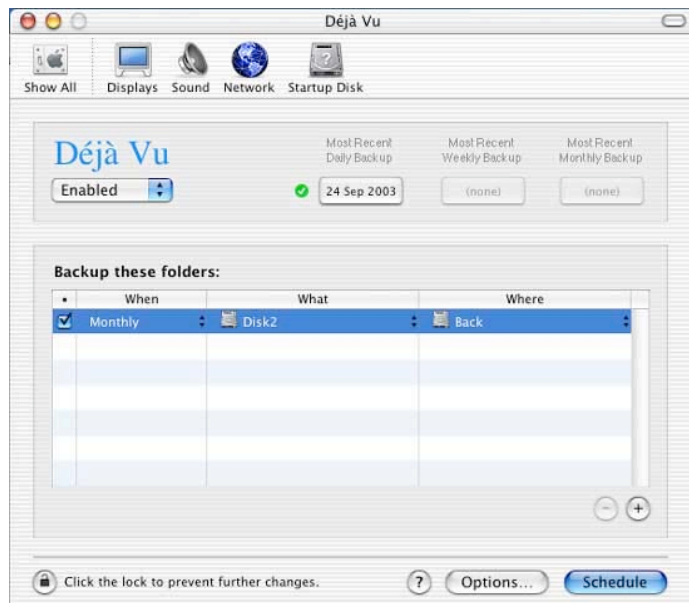 Déjà Vu
Show All Displays Sound Network Startup Disk
Déjà Vu
Most Recent Daily Backup
Most Recent Weekly Backup
Most Recent Monthly Backup
Enabled
24 Sep 2003
(none)
(none)
Backup these folders:
• When What Where
Monthly Disk2 Back
Click the lock to prevent further changes.
? Options... Schedule